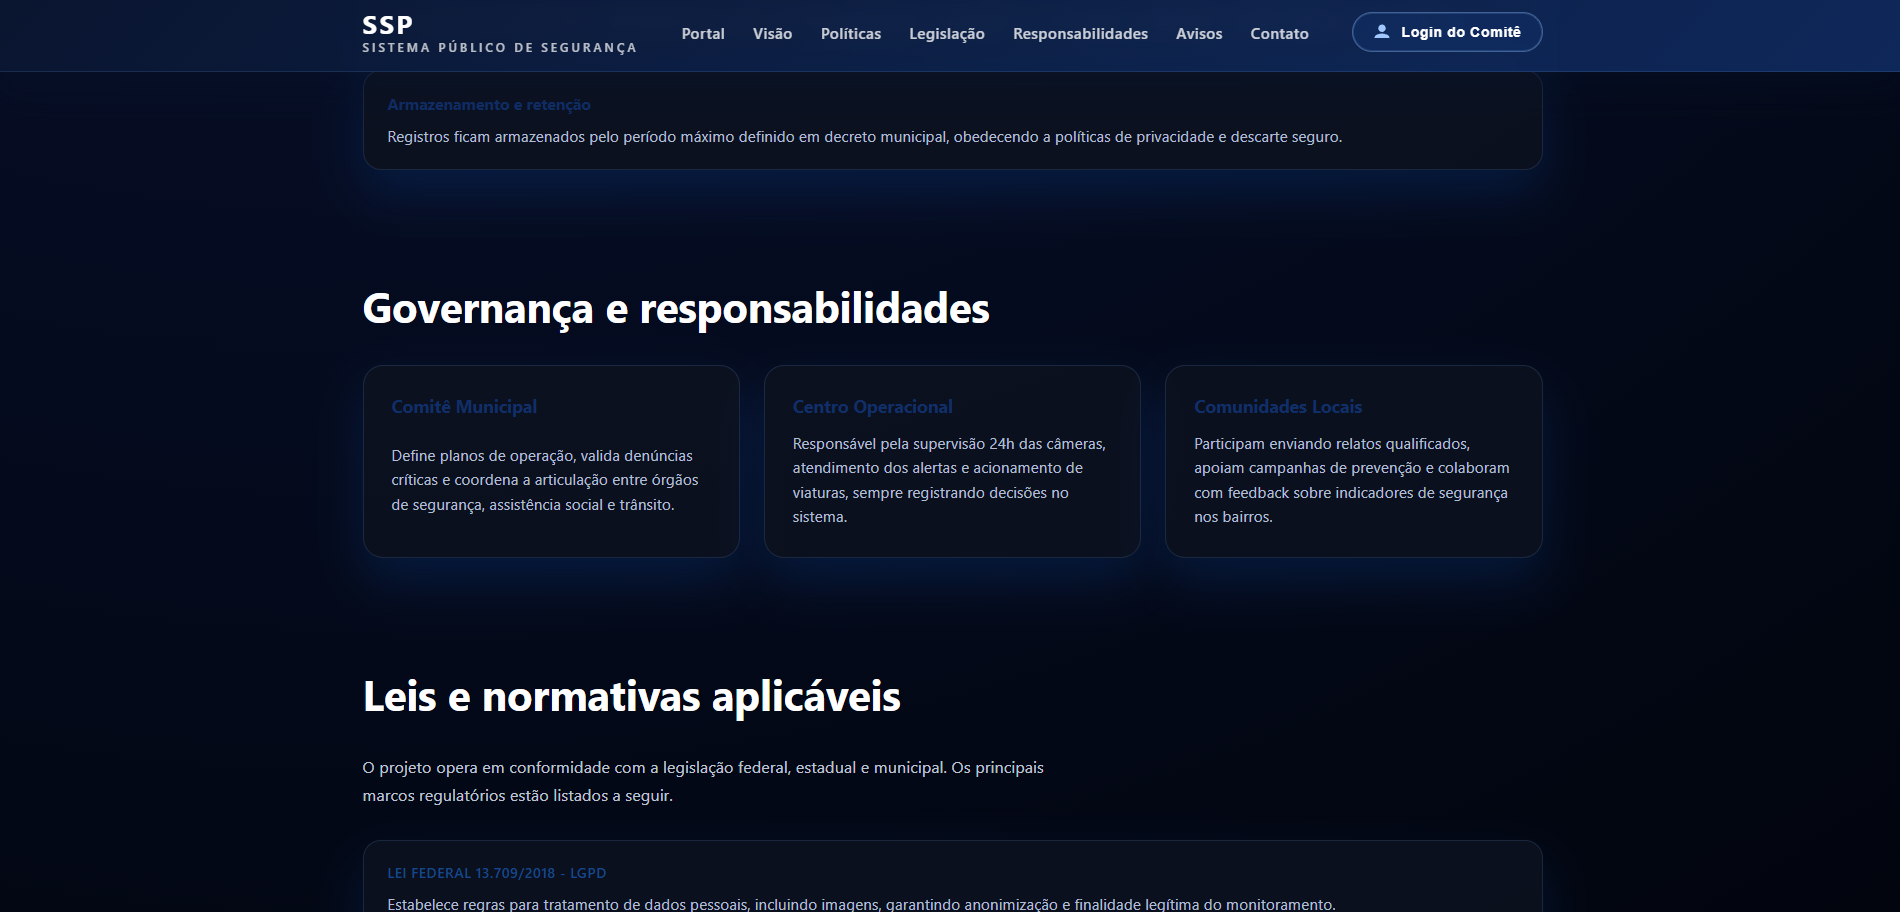 SSP
SISTEMA PÚBLICO DE SEGURANÇA
Portal
Visão
Políticas
Legislação
Responsabilidades
Avisos
Contato
Login do Comitê
Armazenamento e retenção
Registros ficam armazenados pelo período máximo definido em decreto municipal, obedecendo a políticas de privacidade e descarte seguro.
Governança e responsabilidades
Comitê Municipal
Define planos de operação, valida denúncias
críticas e coordena a articulação entre órgãos
de segurança, assistência social e trânsito.
Centro Operacional
Responsável pela supervisão 24h das câmeras,
atendimento dos alertas e acionamento de
viaturas, sempre registrando decisões no
sistema.
Comunidades Locais
Participam enviando relatos qualificados,
apoiam campanhas de prevenção e colaboram
com feedback sobre indicadores de segurança
nos bairros.
Leis e normativas aplicáveis
O projeto opera em conformidade com a legislação federal, estadual e municipal. Os principais
marcos regulatórios estão listados a seguir.
LEI FEDERAL 13.709/2018 - LGPD
Estabelece regras para tratamento de dados pessoais, incluindo imagens, garantindo anonimização e finalidade legítima do monitoramento.